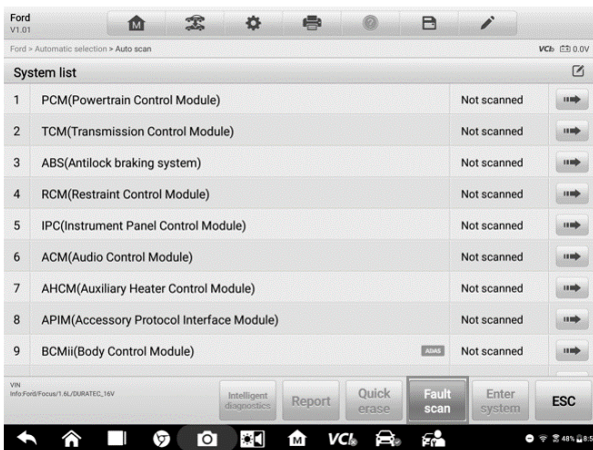 Ford
V1.01
M
?
Ford > Automatic selection > Auto scan
VCI 0.0V
System list
1 PCM(Powertrain Control Module) Not scanned
2 TCM(Transmission Control Module) Not scanned
3 ABS(Antilock braking system) Not scanned
4 RCM(Restraint Control Module) Not scanned
5 IPC(Instrument Panel Control Module) Not scanned
6 ACM(Audio Control Module) Not scanned
7 AHCM(Auxiliary Heater Control Module) Not scanned
8 APIM(Accessory Protocol Interface Module) Not scanned
9 BCMii(Body Control Module) ADAS Not scanned
VIN
Info:Ford/Focus/1.6L/DURATEC_16V
Intelligent
diagnostics
Report
Quick
erase
Fault
scan
Enter
system
ESC
M
VCI
48%